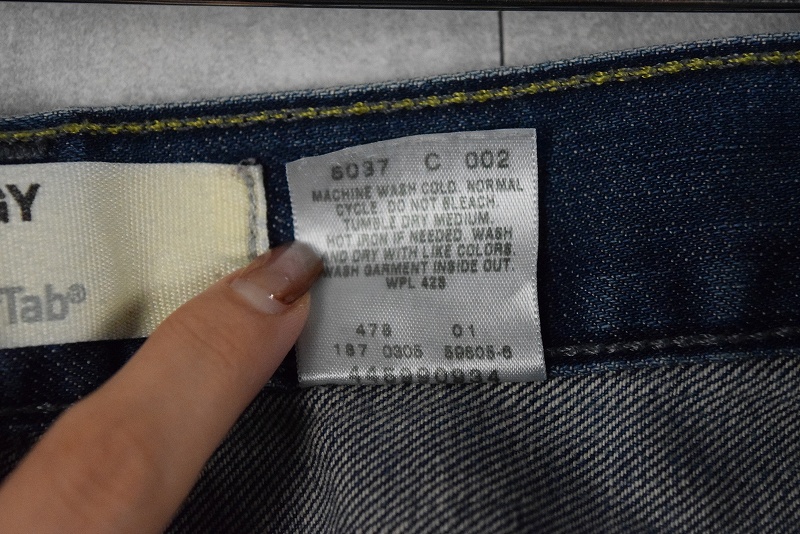 GY
Tab®
6037 C 002
MACHINE WASH COLD. NORMAL
CYCLE. DO NOT BLEACH.
TUMBLE DRY MEDIUM.
HOT IRON IF NEEDED. WASH
AND DRY WITH LIKE COLORS.
WASH GARMENT INSIDE OUT.
WPL 423
478 01
187 0305 59605-6